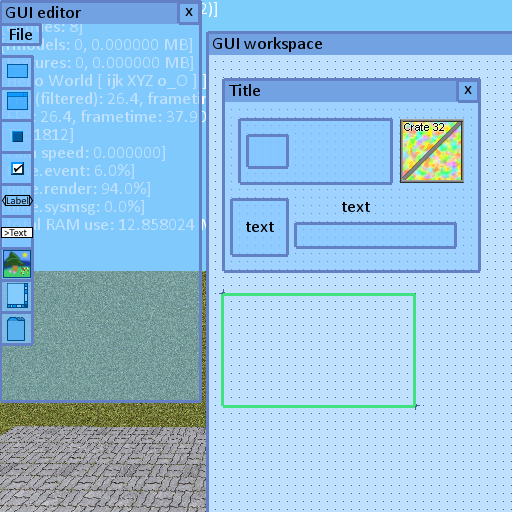 GUI editor
x
2)]
File
es: 8]
models: 0, 0.000000 MB]
ures: 0, 0.000000 MB]
o World [ ijk XYZ o_O ] ]
(filtered): 26.4, frametim
26.4, frametime: 37.90
1812]
speed: 0.000000]
e.event: 6.0%]
e.render: 94.0%]
e.sysmsg: 0.0%]
al RAM use: 12.858024 M
<Label>
>Text
GUI workspace
Title
x
Crate 32
text
text